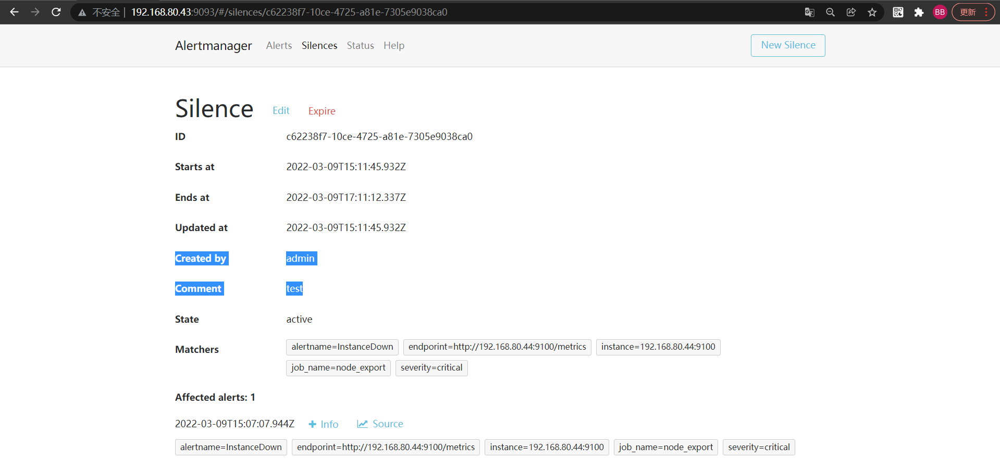 不安全 | 192.168.80.43:9093/#/silences/c62238f7-10ce-4725-a81e-7305e9038ca0 BB 更新
Alertmanager Alerts Silences Status Help New Silence
Silence Edit Expire
ID c62238f7-10ce-4725-a81e-7305e9038ca0
Starts at 2022-03-09T15:11:45.932Z
Ends at 2022-03-09T17:11:12.337Z
Updated at 2022-03-09T15:11:45.932Z
Created by admin
Comment test
State active
Matchers alertname=InstanceDown endporint=http://192.168.80.44:9100/metrics instance=192.168.80.44:9100
job_name=node_export severity=critical
Affected alerts: 1
2022-03-09T15:07:07.944Z + Info Source
alertname=InstanceDown endporint=http://192.168.80.44:9100/metrics instance=192.168.80.44:9100 job_name=node_export severity=critical